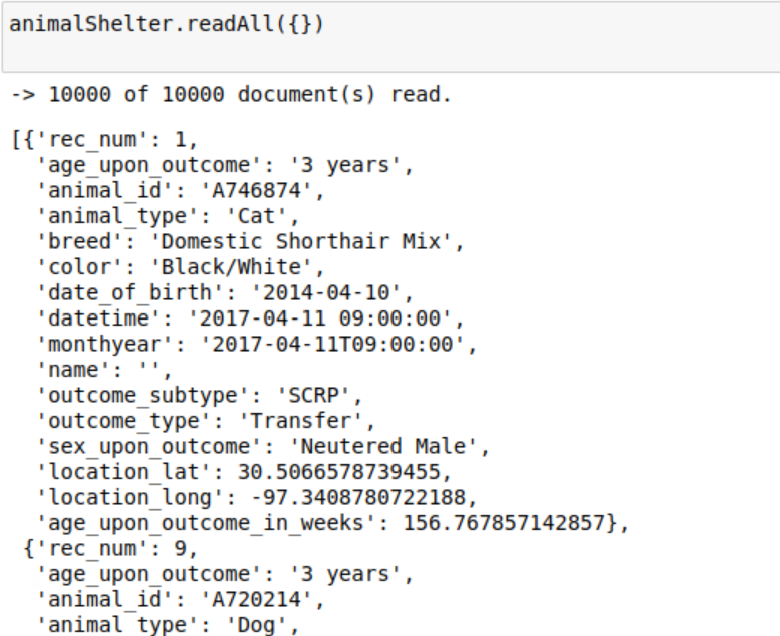 animalShelter.readAll({})
-> 10000 of 10000 document(s) read.
[{'rec_num': 1,
'age_upon_outcome': '3 years',
'animal_id': 'A746874',
'animal_type': 'Cat',
'breed': 'Domestic Shorthair Mix',
'color': 'Black/White',
'date_of_birth': '2014-04-10',
'datetime': '2017-04-11 09:00:00',
'monthyear': '2017-04-11T09:00:00',
'name': '',
'outcome_subtype': 'SCRP',
'outcome_type': 'Transfer',
'sex_upon_outcome': 'Neutered Male',
'location_lat': 30.5066578739455,
'location_long': -97.3408780722188,
'age_upon_outcome_in_weeks': 156.767857142857},
{'rec_num': 9,
'age_upon_outcome': '3 years',
'animal_id': 'A720214',
'animal_type': 'Dog',